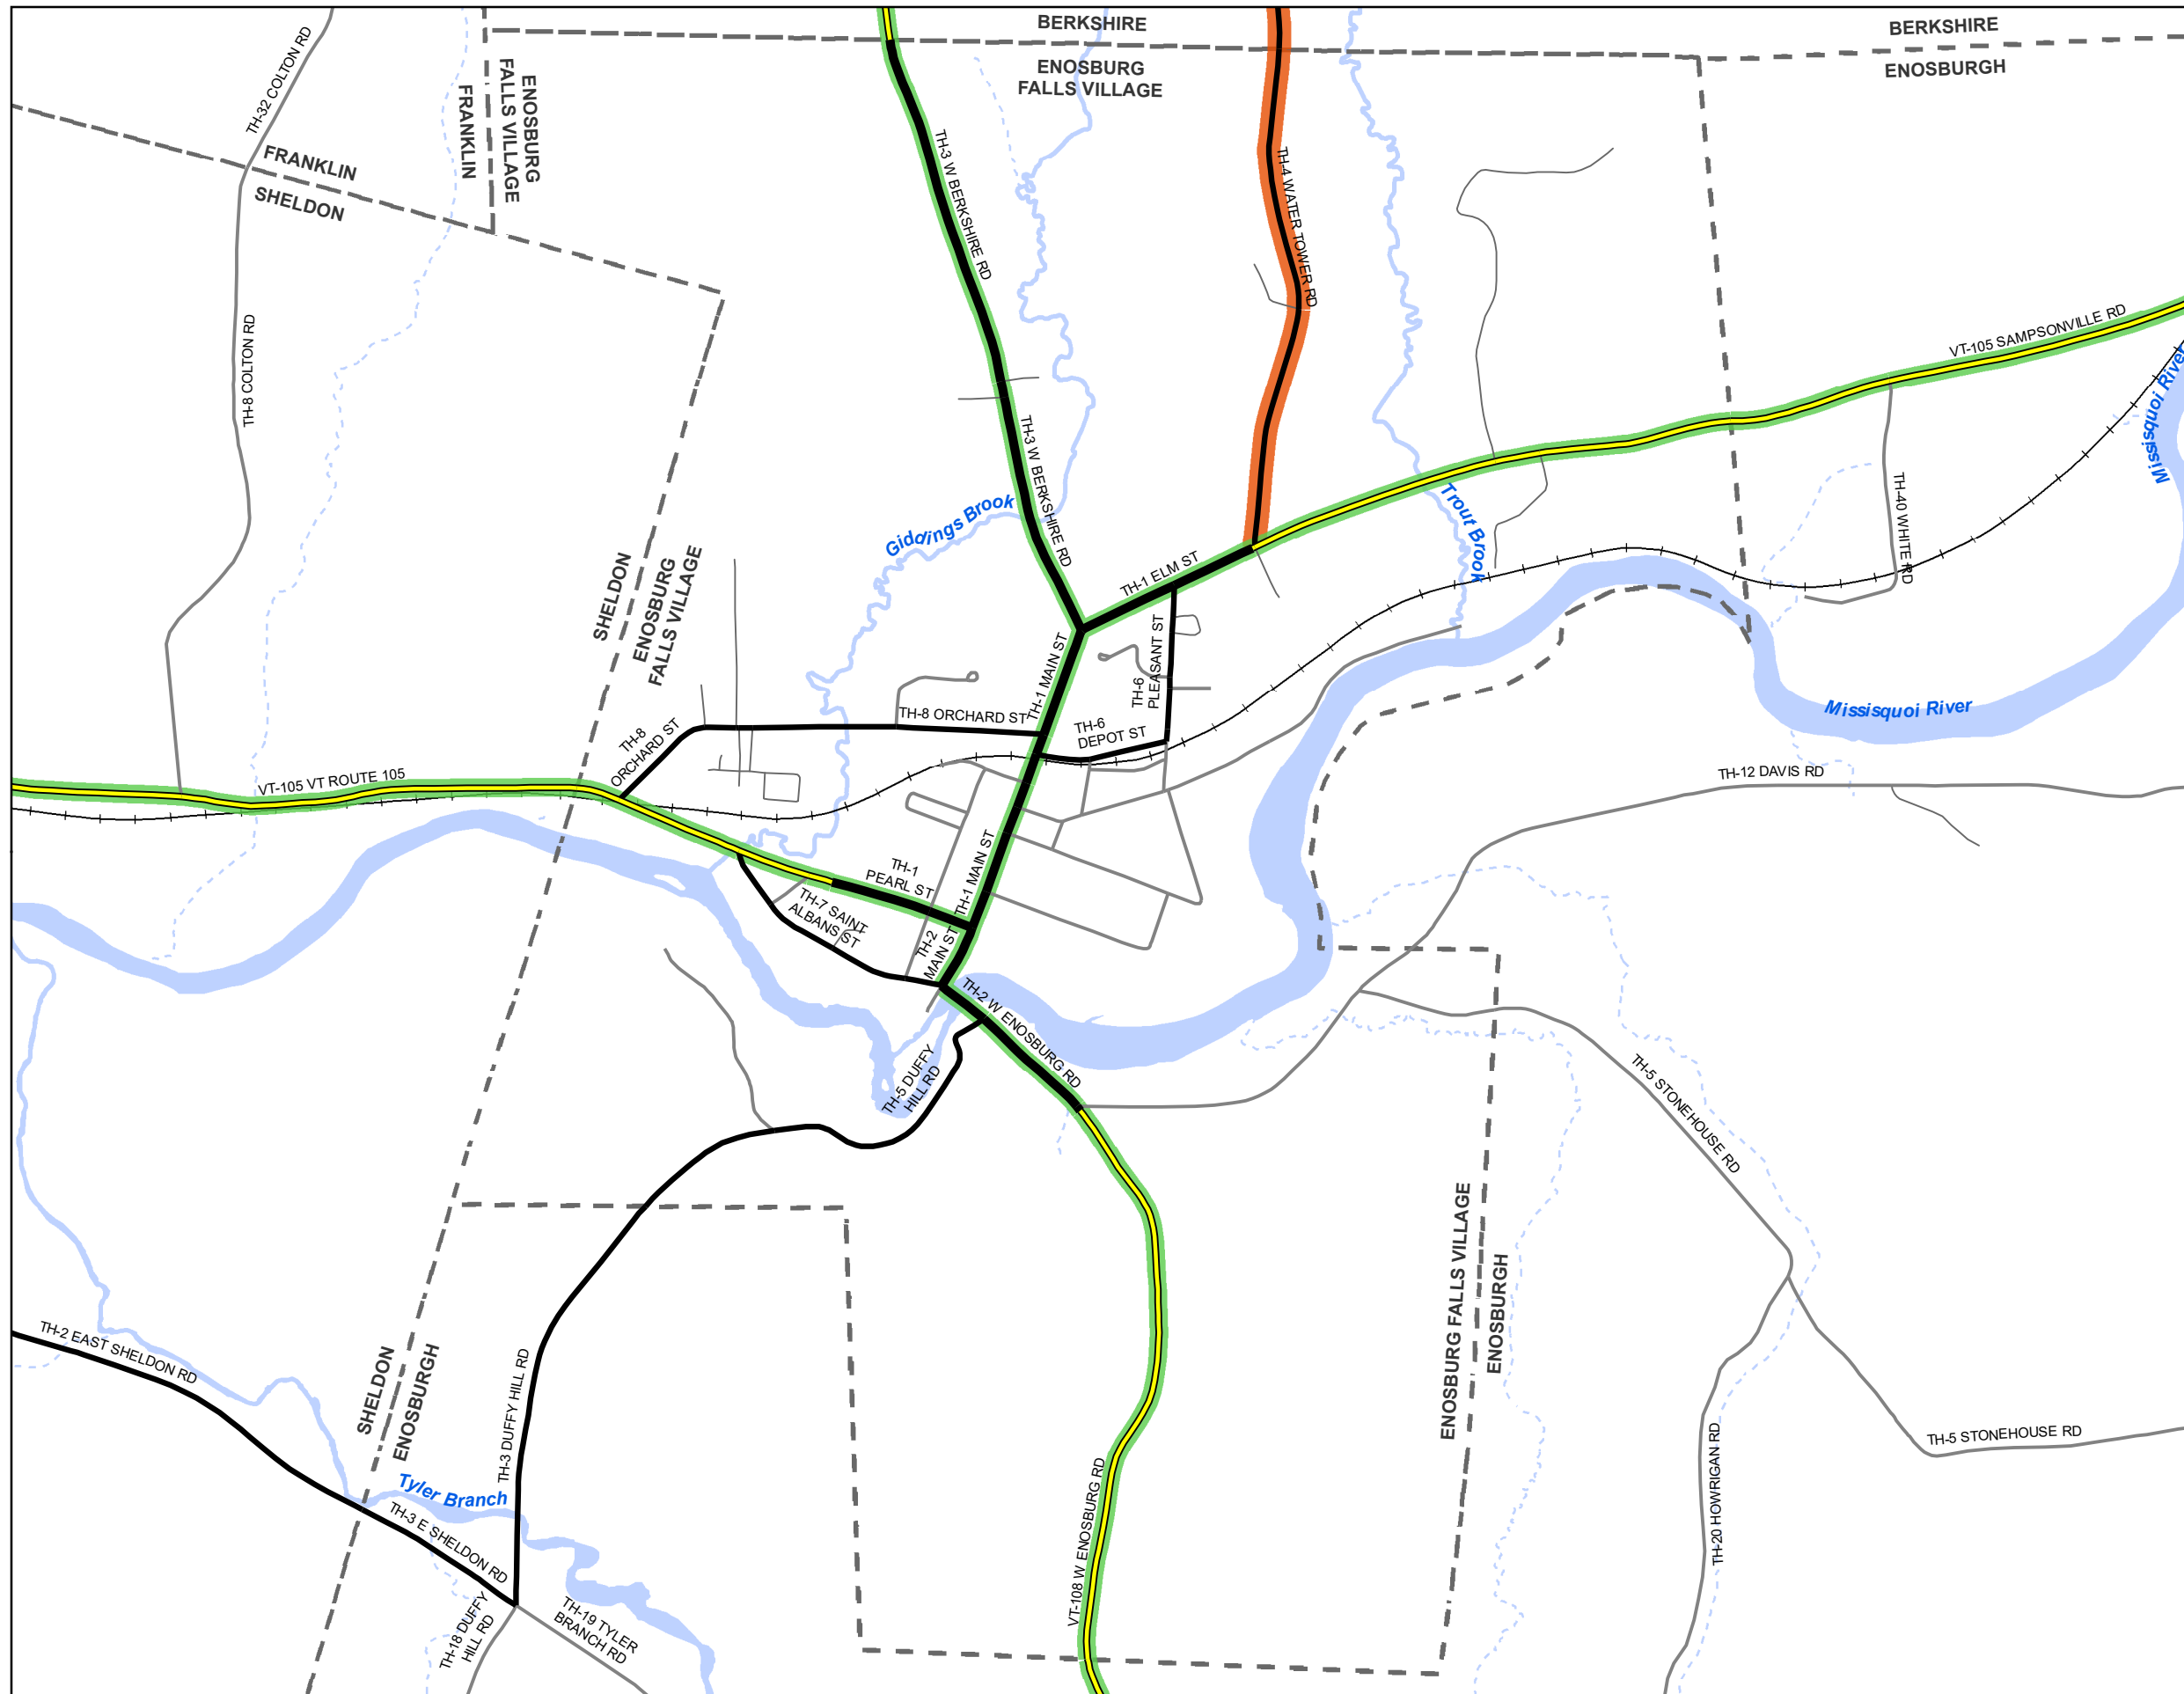 BERKSHIRE
ENOSBURG
FALLS VILLAGE
BERKSHIRE
ENOSBURGH
TH-32 COLTON RD
FRANKLIN
ENOSBURG
FALLS VILLAGE
FRANKLIN
SHELDON
TH-3 W BERKSHIRE RD
TH-4 WATER TOWER RD
TH-8 COLTON RD
VT-105 SAMPSONVILLE RD
Missisquoi River
TH-3 W BERKSHIRE RD
Giddings Brook
Trout Brook
TH-40 WHITE RD
SHELDON
ENOSBURG
FALLS VILLAGE
TH-1 ELM ST
TH-1 MAIN ST
TH-6
PLEASANT ST
TH-8 ORCHARD ST
TH-6
DEPOT ST
TH-8
ORCHARD ST
Missisquoi River
VT-105 VT ROUTE 105
TH-12 DAVIS RD
TH-1
PEARL ST
TH-1 MAIN ST
TH-7 SAINT
ALBANS ST
TH-2
MAIN ST
TH-2 W ENOSBURG RD
TH-5 DUFFY
HILL RD
TH-5 STONEHOUSE RD
ENOSBURG FALLS VILLAGE
ENOSBURGH
TH-2 EAST SHELDON RD
SHELDON
ENOSBURGH
TH-3 DUFFY HILL RD
TH-5 STONEHOUSE RD
TH-20 HOWRIGAN RD
VT-108 W ENOSBURG RD
Tyler Branch
TH-3 E SHELDON RD
TH-18 DUFFY
HILL RD
TH-19 TYLER
BRANCH RD